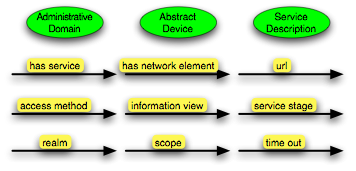 Administrative
Domain
Abstract
Device
Service
Description
has service
has network element
url
access method
information view
service stage
realm
scope
time out